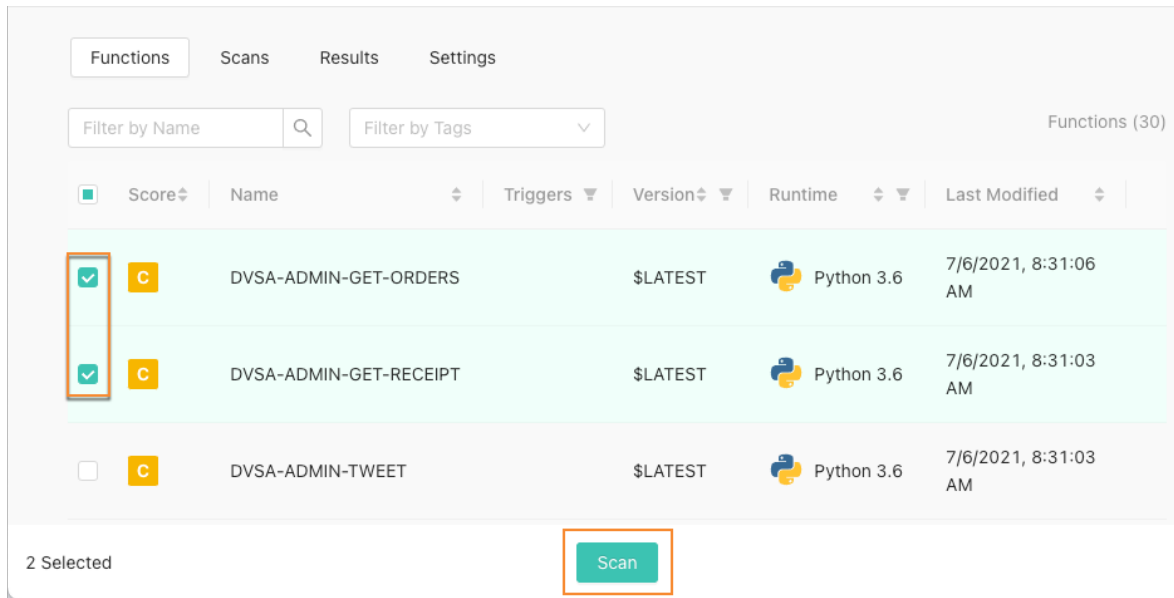 Functions Scans Results Settings
Filter by Name Filter by Tags Functions (30)
Score Name Triggers Version Runtime Last Modified
C DVSA-ADMIN-GET-ORDERS $LATEST Python 3.6 7/6/2021, 8:31:06
AM
C DVSA-ADMIN-GET-RECEIPT $LATEST Python 3.6 7/6/2021, 8:31:03
AM
C DVSA-ADMIN-TWEET $LATEST Python 3.6 7/6/2021, 8:31:03
AM
2 Selected Scan